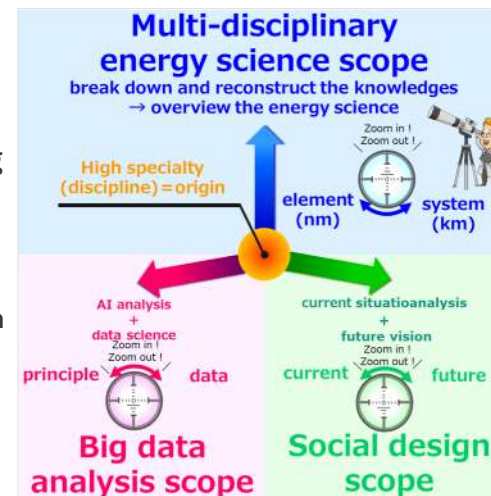 Multi-disciplinary
energy science scope
break down and reconstruct the knowledges
→ overview the energy science
Zoom in !
Zoom out !
High specialty
(discipline)=origin
element
(nm)
system
(km)
AI analysis
+
data science
Zoom in !
Zoom out !
principle
data
Big data
analysis scope
current situatioanalysis
+
future vision
Zoom in !
Zoom out !
current
future
Social design
scope